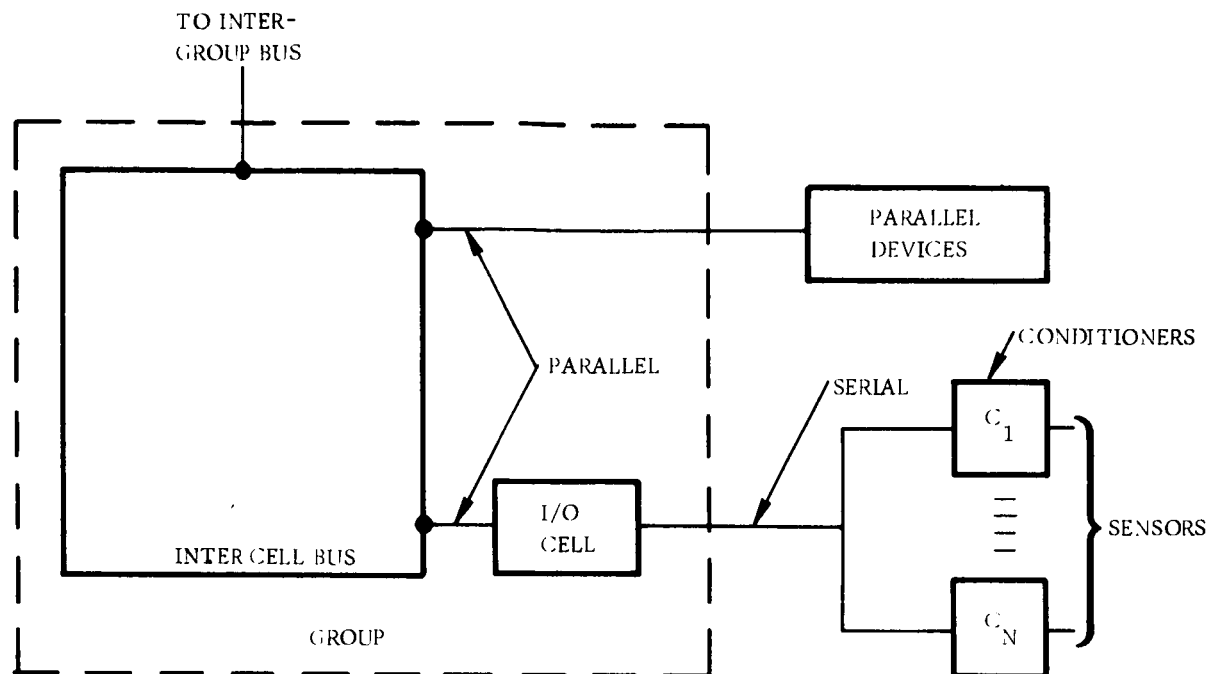 TO INTER-
GROUP BUS
PARALLEL
DEVICES
CONDITIONERS
PARALLEL
SERIAL
C1
I/O
CELL
SENSORS
INTER CELL BUS
CN
GROUP